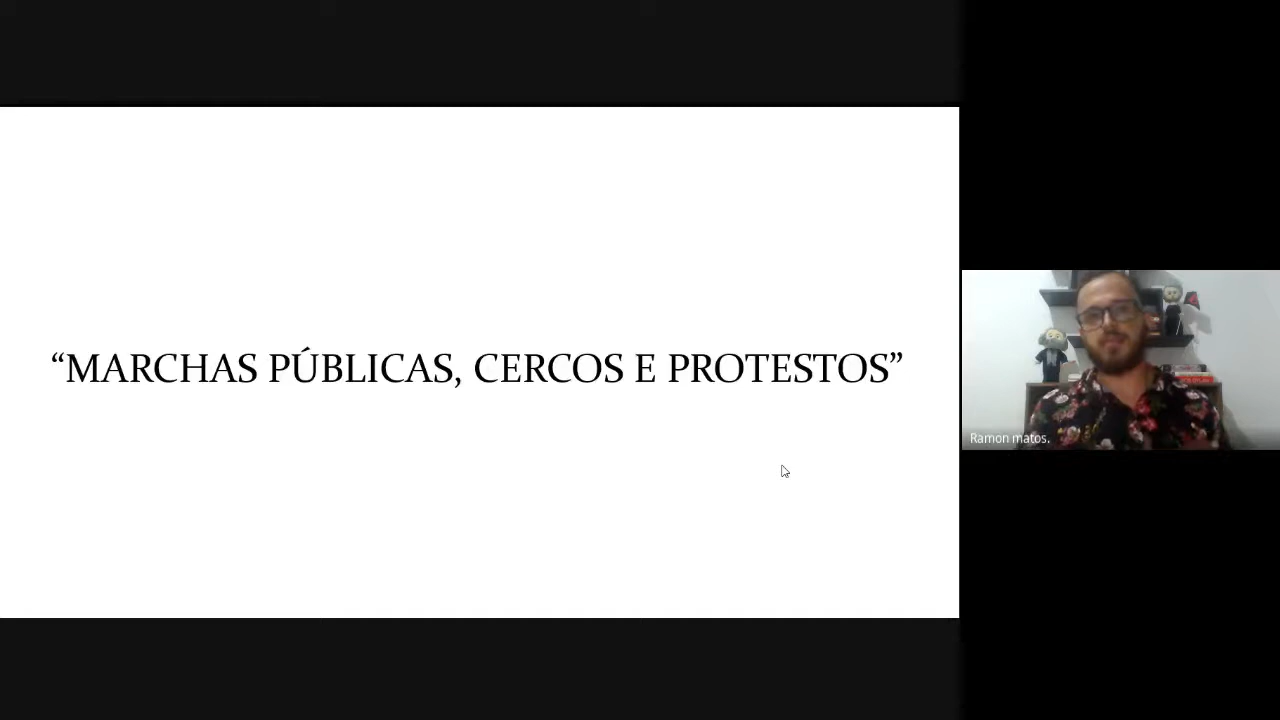 “MARCHAS PÚBLICAS, CERCOS E PROTESTOS”
Ramon matos.